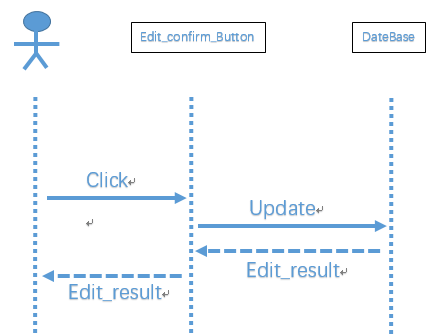 Edit_confirm_Button
DateBase
Click
Update
Edit_result
Edit_result